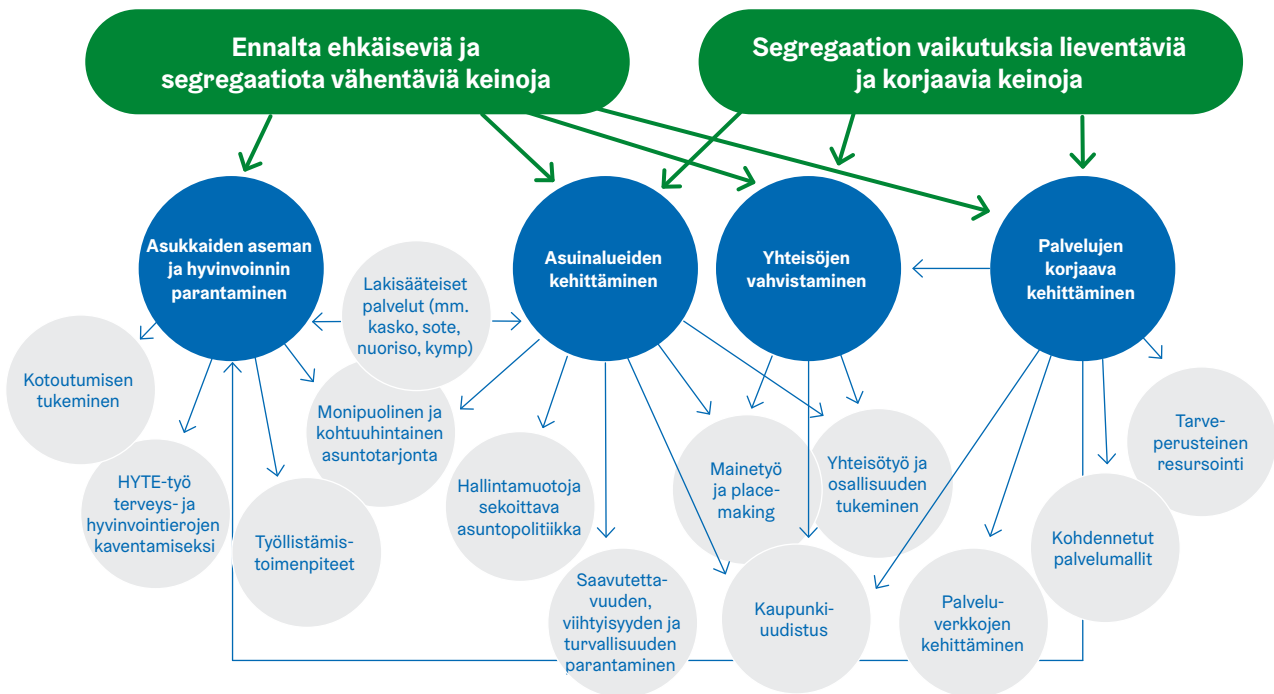 Ennalta ehkäiseviä ja
segregaatiota vähentäviä keinoja
Segregaation vaikutuksia lieventäviä
ja korjaavia keinoja
Asukkaiden aseman
ja hyvinvoinnin
parantaminen
Asuinalueiden
kehittäminen
Yhteisöjen
vahvistaminen
Palvelujen
korjaava
kehittäminen
Lakisääteiset
palvelut (mm.
kasko, sote,
nuoriso, kymp)
Kotoutumisen
tukeminen
HYTE-työ
terveys- ja
hyvinvointierojen
kaventamiseksi
Työllistämis-
toimenpiteet
Monipuolinen ja
kohtuuhintainen
asuntotarjonta
Hallintamuotoja
sekoittava
asuntopolitiikka
Saavutetta-
vuuden,
viihtyisyyden ja
turvallisuuden
parantaminen
Mainetyö
ja place-
making
Kaupunki-
uudistus
Yhteisötyö ja
osallisuuden
tukeminen
Palvelu-
verkkojen
kehittäminen
Kohdennetut
palvelumallit
Tarve-
perusteinen
resursointi